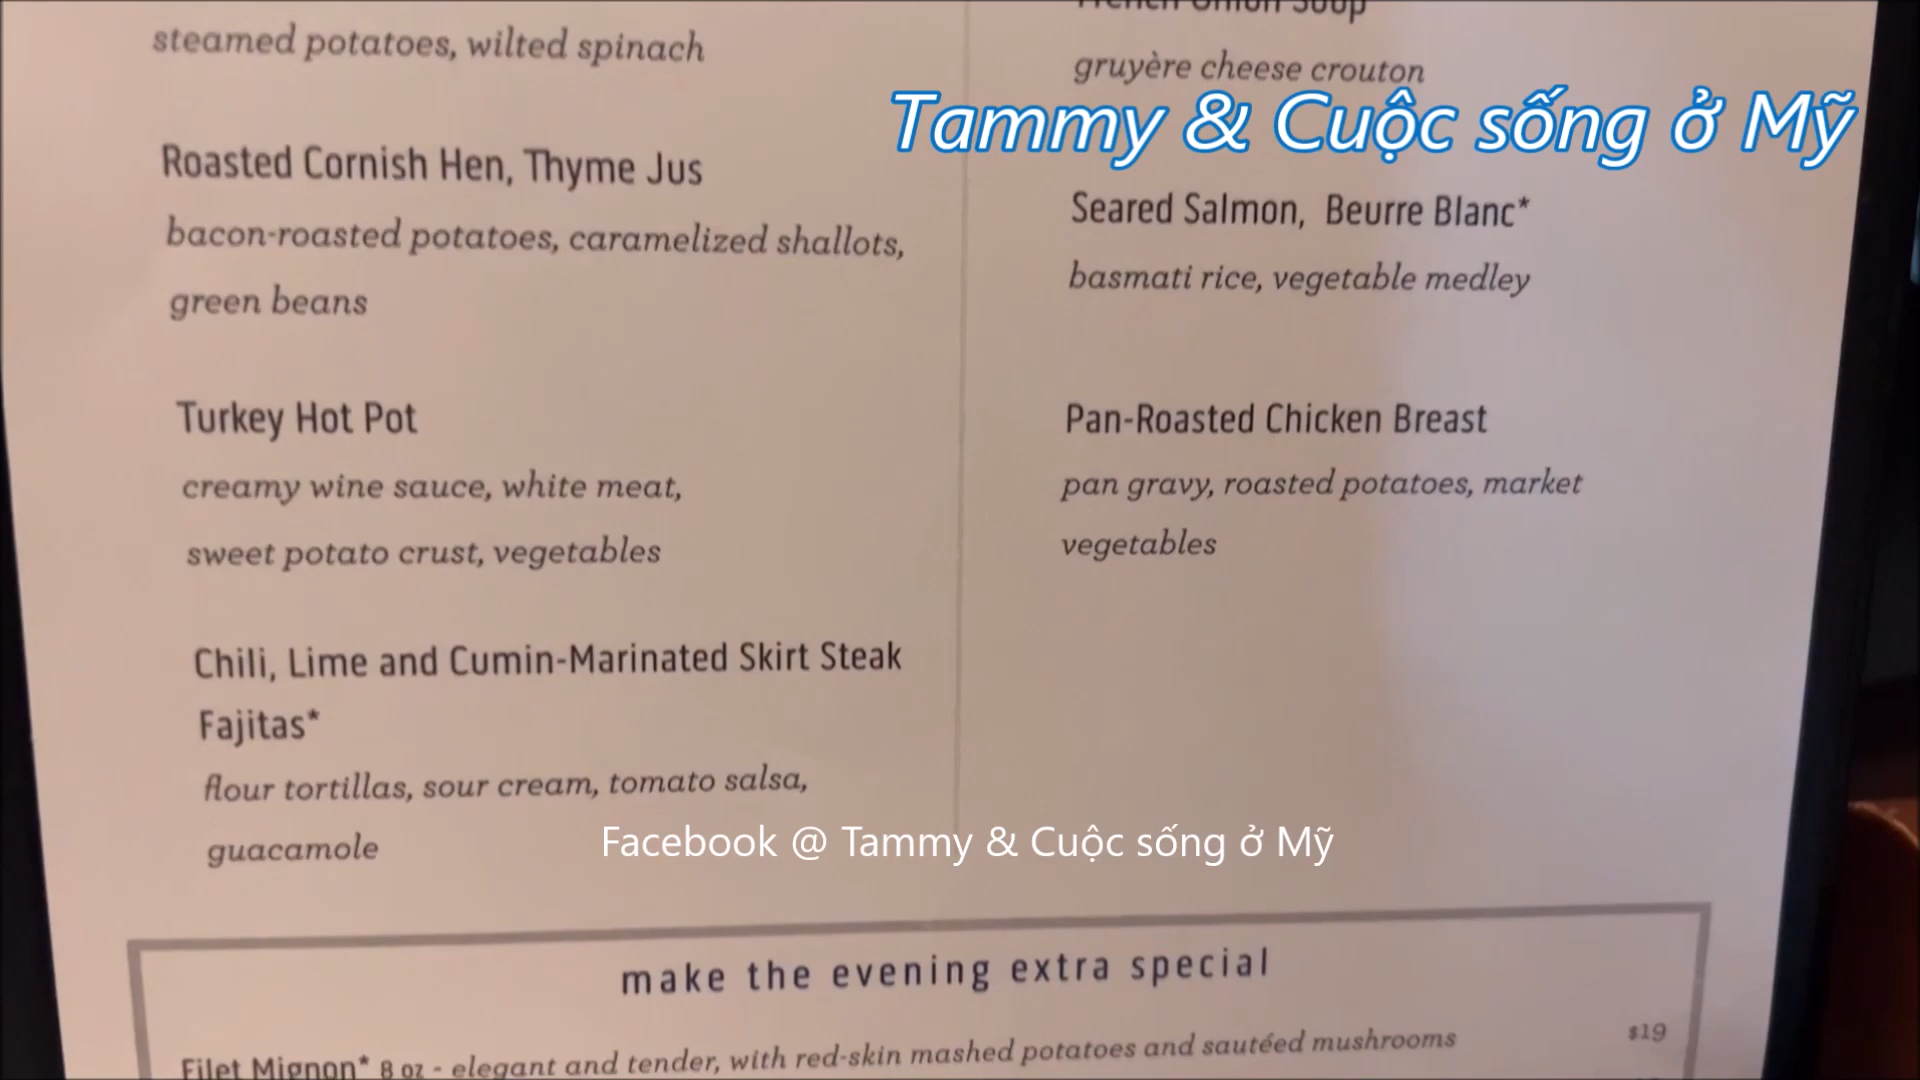 steamed potatoes, wilted spinach
Roasted Cornish Hen, Thyme Jus
bacon-roasted potatoes, caramelized shallots,
green beans
Turkey Hot Pot
creamy wine sauce, white meat,
sweet potato crust, vegetables
Chili, Lime and Cumin-Marinated Skirt Steak
Fajitas*
flour tortillas, sour cream, tomato salsa,
guacamole
French Onion Soup
gruyère cheese crouton
Tammy & Cuộc sống ở Mỹ
Seared Salmon, Beurre Blanc*
basmati rice, vegetable medley
Pan-Roasted Chicken Breast
pan gravy, roasted potatoes, market
vegetables
Facebook @ Tammy & Cuộc sống ở Mỹ
make the evening extra special
Filet Mignon* 8 oz - elegant and tender, with red-skin mashed potatoes and sautéed mushrooms $19